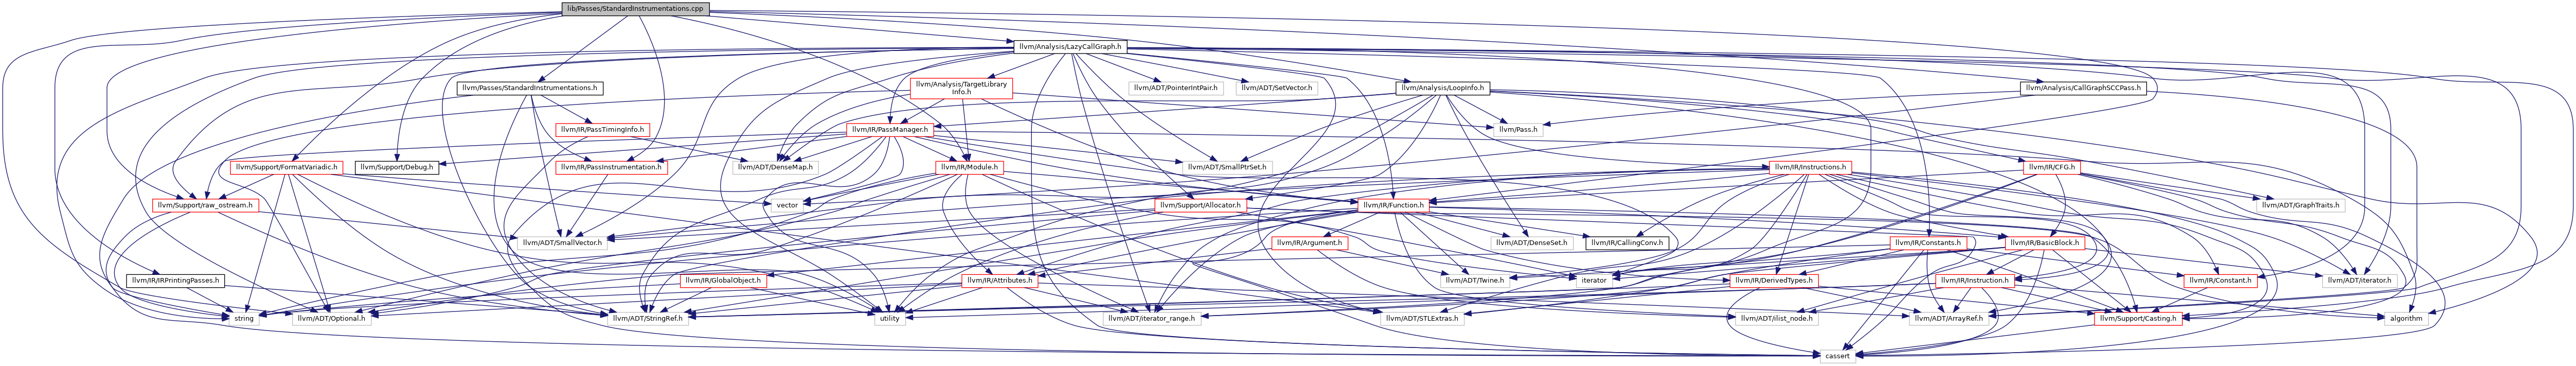 lib/Passes/StandardInstrumentations.cpp
llvm/Analysis/LazyCallGraph.h
llvm/Passes/StandardInstrumentations.h
llvm/Analysis/TargetLibrary
Info.h
llvm/ADT/PointerIntPair.h
llvm/ADT/SetVector.h
llvm/Analysis/LoopInfo.h
llvm/Analysis/CallGraphSCCPass.h
llvm/IR/PassTimingInfo.h
llvm/IR/PassManager.h
llvm/Pass.h
llvm/Support/FormatVariadic.h
llvm/Support/Debug.h
llvm/IR/PassInstrumentation.h
llvm/ADT/DenseMap.h
llvm/IR/Module.h
llvm/ADT/SmallPtrSet.h
llvm/IR/Instructions.h
llvm/IR/CFG.h
llvm/Support/raw_ostream.h
vector
llvm/Support/Allocator.h
llvm/IR/Function.h
llvm/ADT/GraphTraits.h
llvm/ADT/SmallVector.h
llvm/IR/Argument.h
llvm/ADT/DenseSet.h
llvm/IR/CallingConv.h
llvm/IR/Constants.h
llvm/IR/BasicBlock.h
llvm/IR/IRPrintingPasses.h
llvm/IR/GlobalObject.h
llvm/IR/Attributes.h
llvm/ADT/Twine.h
iterator
llvm/IR/DerivedTypes.h
llvm/IR/Instruction.h
llvm/IR/Constant.h
llvm/ADT/iterator.h
string
llvm/ADT/Optional.h
llvm/ADT/StringRef.h
utility
llvm/ADT/iterator_range.h
llvm/ADT/STLExtras.h
llvm/ADT/ilist_node.h
llvm/ADT/ArrayRef.h
llvm/Support/Casting.h
algorithm
cassert